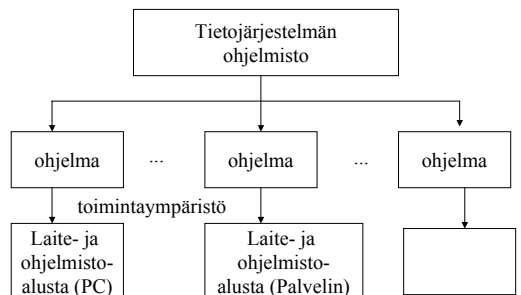 Tietojärjestelmän
ohjelmisto
ohjelma
...
ohjelma
...
ohjelma
toimintaympäristö
Laite- ja
ohjelmisto-
alusta (PC)
Laite- ja
ohjelmisto-
alusta (Palvelin)